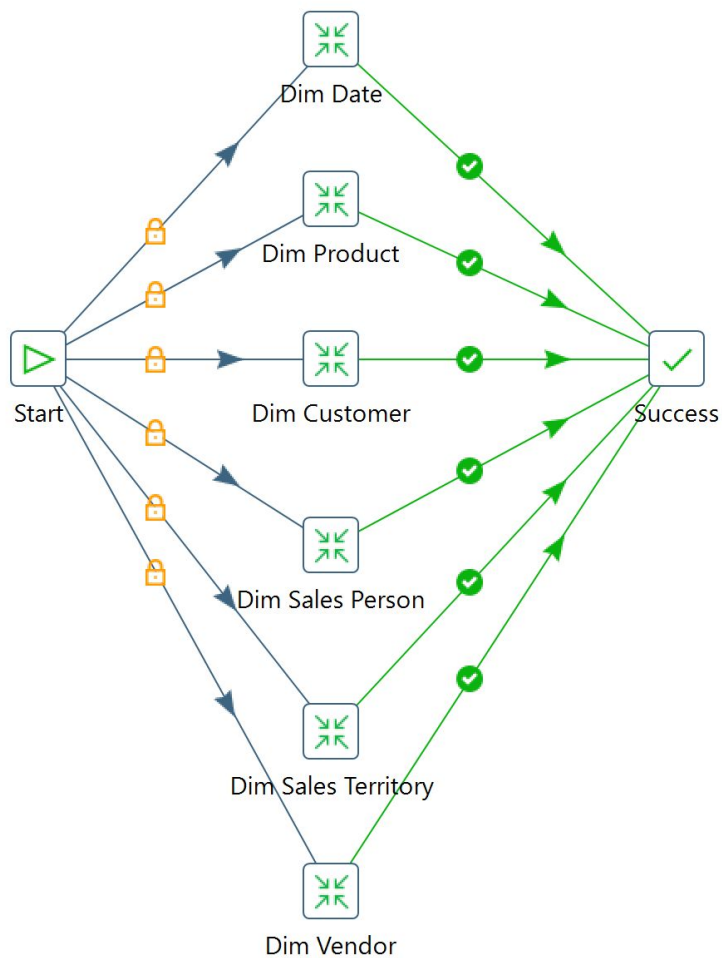 Dim Date
Dim Product
Start
Dim Customer
Success
Dim Sales Person
Dim Sales Territory
Dim Vendor